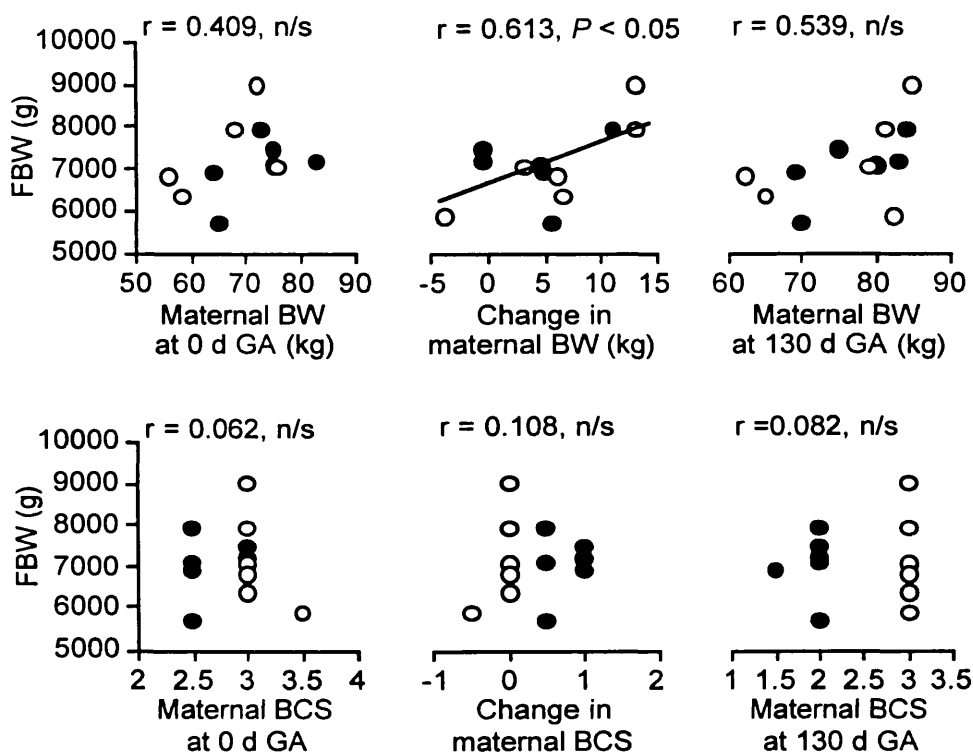 r = 0.409, n/s
r = 0.613, P < 0.05
r = 0.539, n/s
FBW (g)
10000
9000
8000
7000
6000
5000
50 60 70 80 90
-5 0 5 10 15
60 70 80 90
Maternal BW
at 0 d GA (kg)
Change in
maternal BW (kg)
Maternal BW
at 130 d GA (kg)
r = 0.062, n/s
r = 0.108, n/s
r =0.082, n/s
FBW (g)
10000
9000
8000
7000
6000
5000
2 2.5 3 3.5 4
-1 0 1 2
1 1.5 2 2.5 3 3.5
Maternal BCS
at 0 d GA
Change in
maternal BCS
Maternal BCS
at 130 d GA